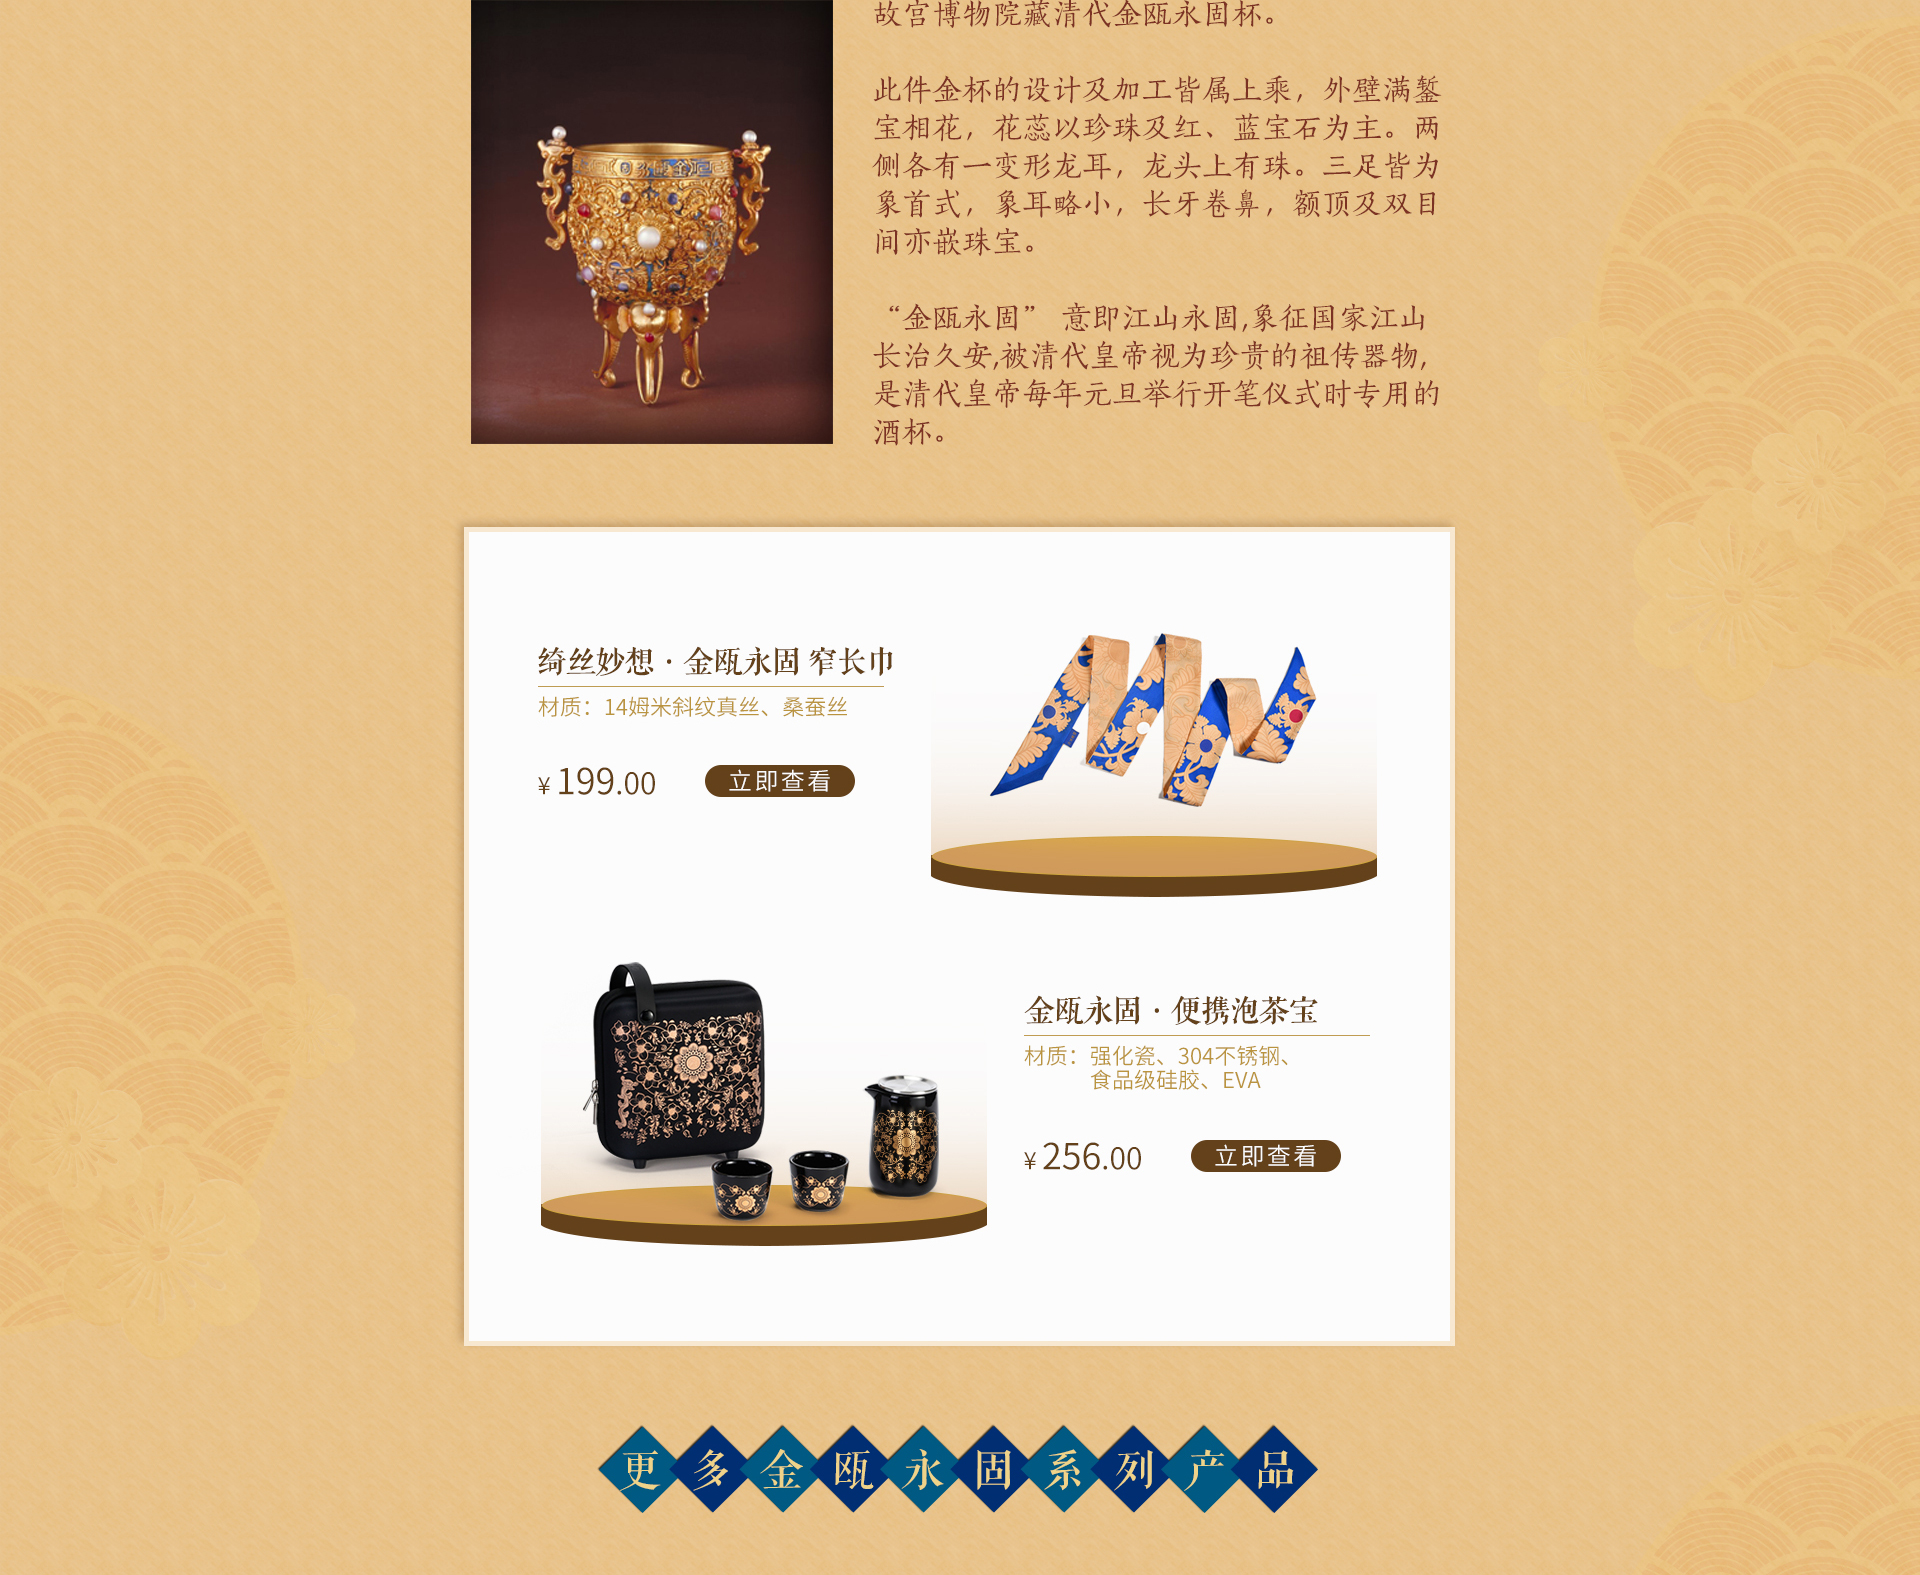 故宫博物院藏清代金瓯永固杯。
此件金杯的设计及加工皆属上乘，外壁满錾
宝相花，花蕊以珍珠及红、蓝宝石为主。两
侧各有一变形龙耳，龙头上有珠。三足皆为
象首式，象耳略小，长牙卷鼻，额顶及双目
间亦嵌珠宝。
“金瓯永固” 意即江山永固,象征国家江山
长治久安,被清代皇帝视为珍贵的祖传器物，
是清代皇帝每年元旦举行开笔仪式时专用的
酒杯。
绮丝妙想·金瓯永固 窄长巾
材质：14姆米斜纹真丝、桑蚕丝
¥ 199.00
立即查看
金瓯永固·便携泡茶宝
材质：强化瓷、304不锈钢、
食品级硅胶、EVA
¥ 256.00
立即查看
更多金瓯永固系列产品